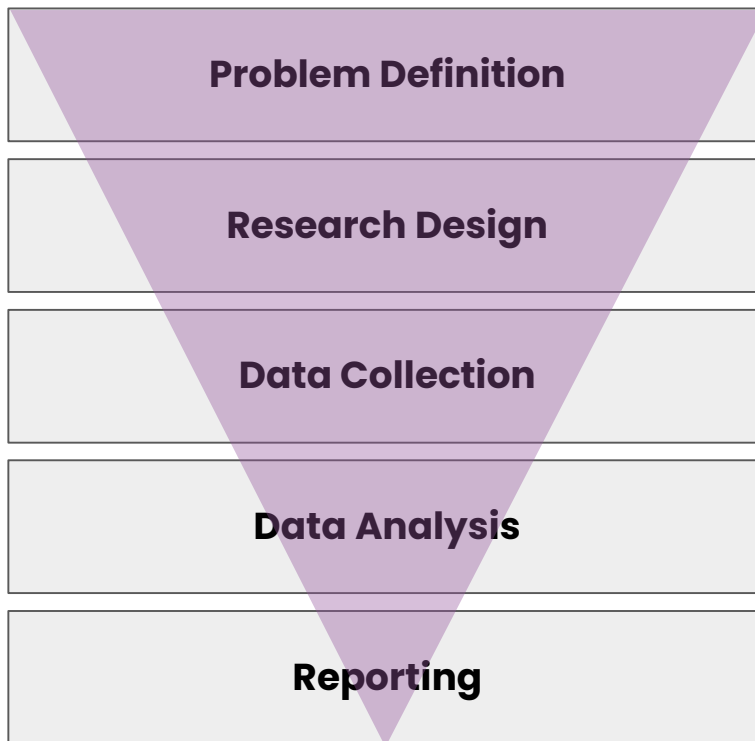 Problem Definition
Research Design
Data Collection
Data Analysis
Reporting